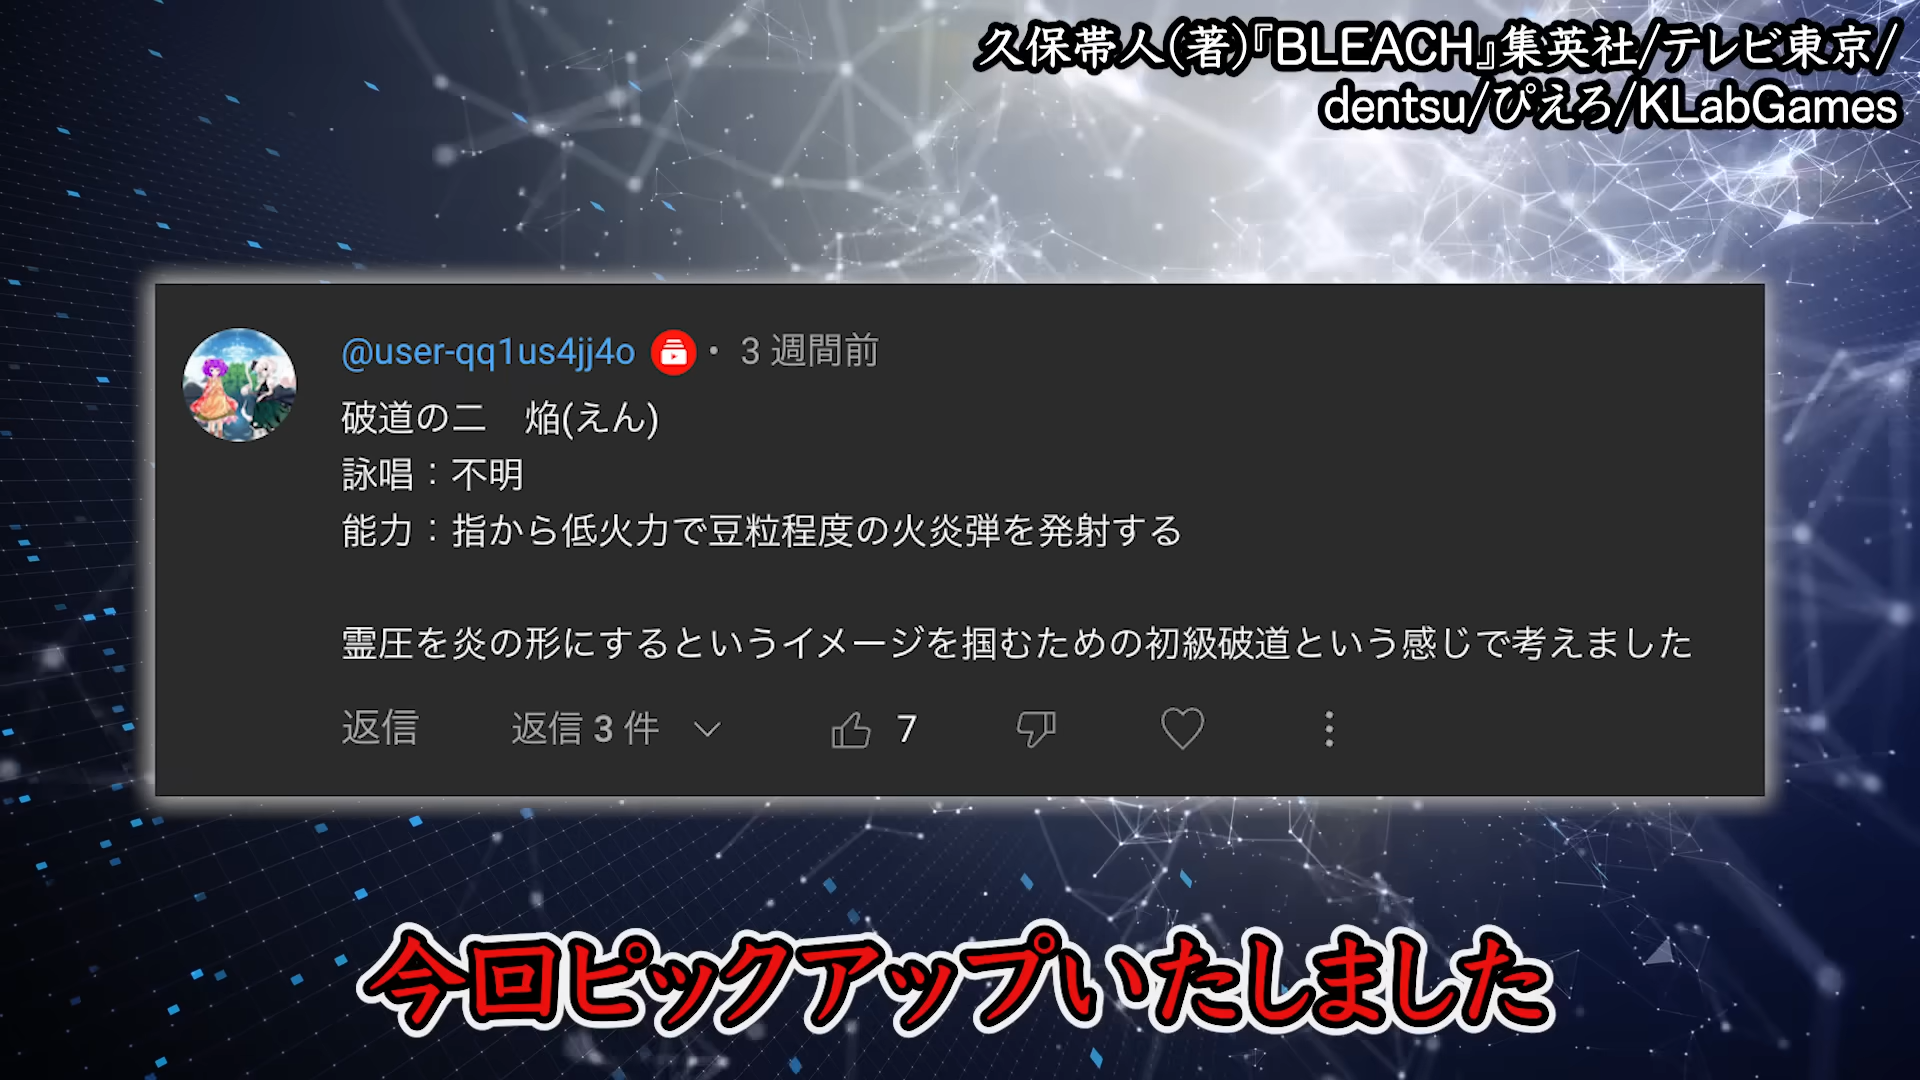 久保帯人(著)『BLEACH』集英社/テレビ東京/
dentsu/ぴえろ/KLabGames
@user-qq1us4jj4o ・ 3 週間前
破道の二　焔(えん)
詠唱：不明
能力：指から低火力で豆粒程度の火炎弾を発射する
霊圧を炎の形にするというイメージを掴むための初級破道という感じで考えました
返信 返信 3 件 7
今回ピックアップいたしました